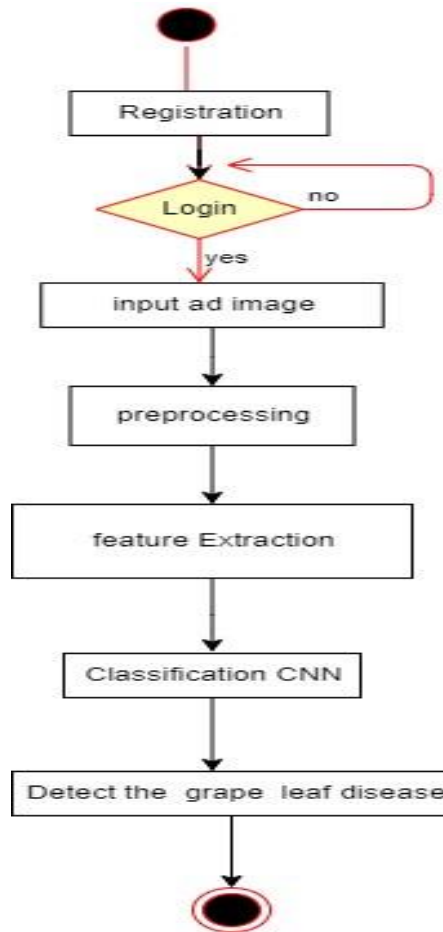 Registration
Login
no
yes
input ad image
preprocessing
feature Extraction
Classification CNN
Detect the grape leaf disease